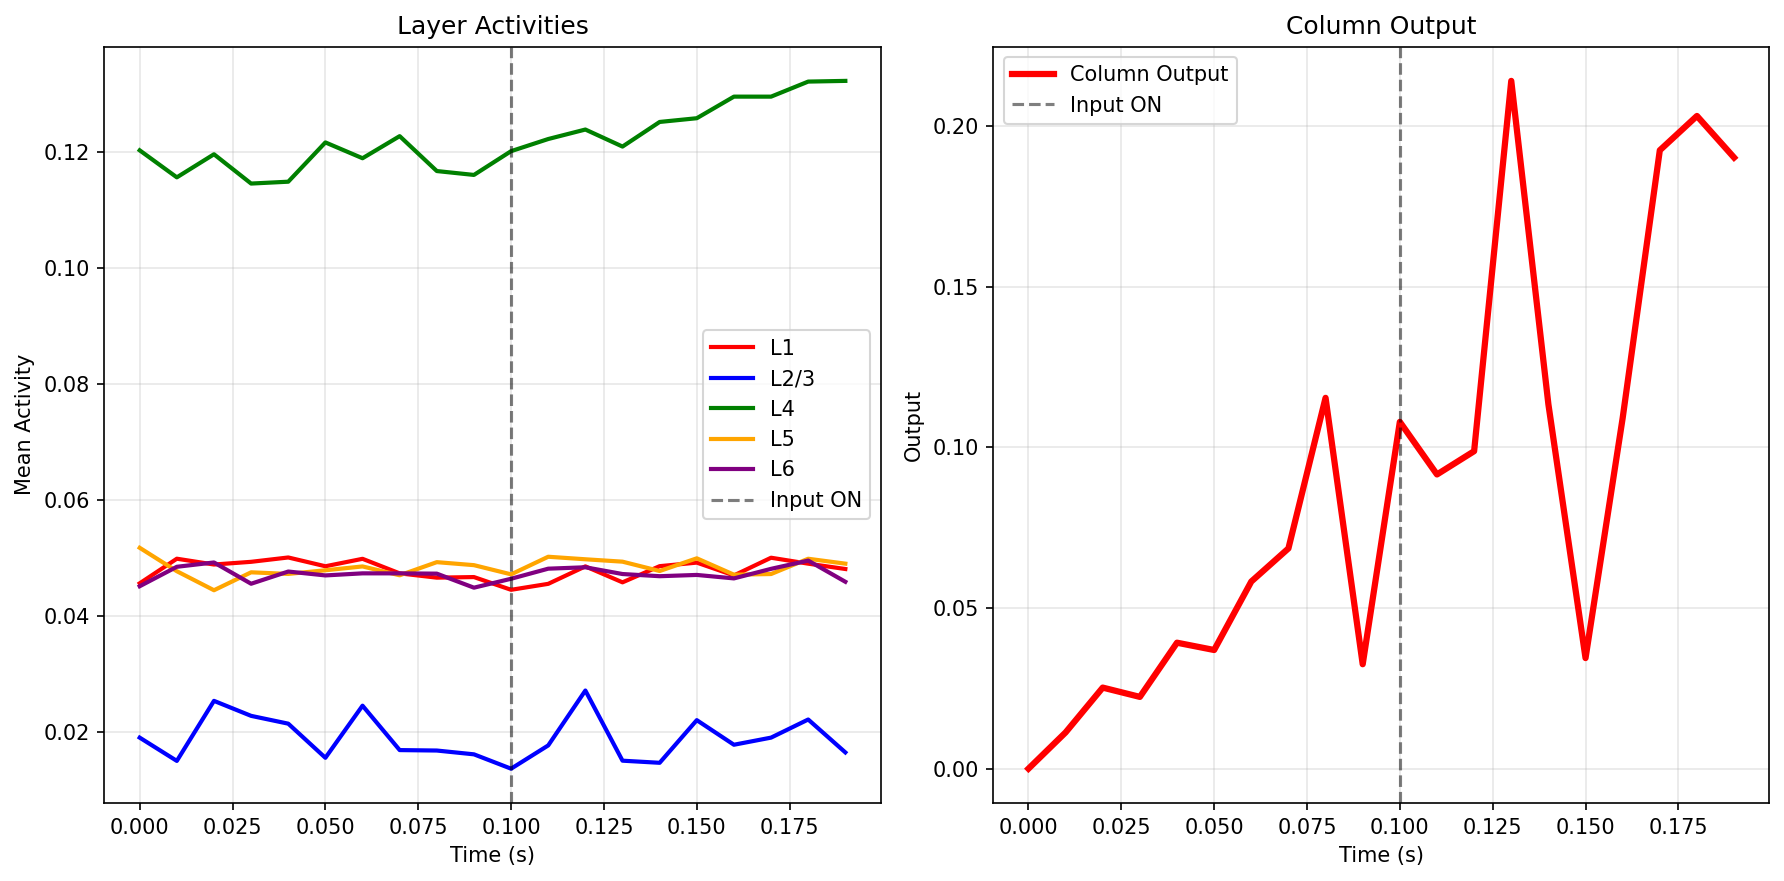 Layer Activities
Mean Activity
0.12
0.10
0.08
0.06
0.04
0.02
L1
L2/3
L4
L5
L6
Input ON
0.000 0.025 0.050 0.075 0.100 0.125 0.150 0.175
Time (s)
Column Output
Output
0.20
0.15
0.10
0.05
0.00
Column Output
Input ON
0.000 0.025 0.050 0.075 0.100 0.125 0.150 0.175
Time (s)